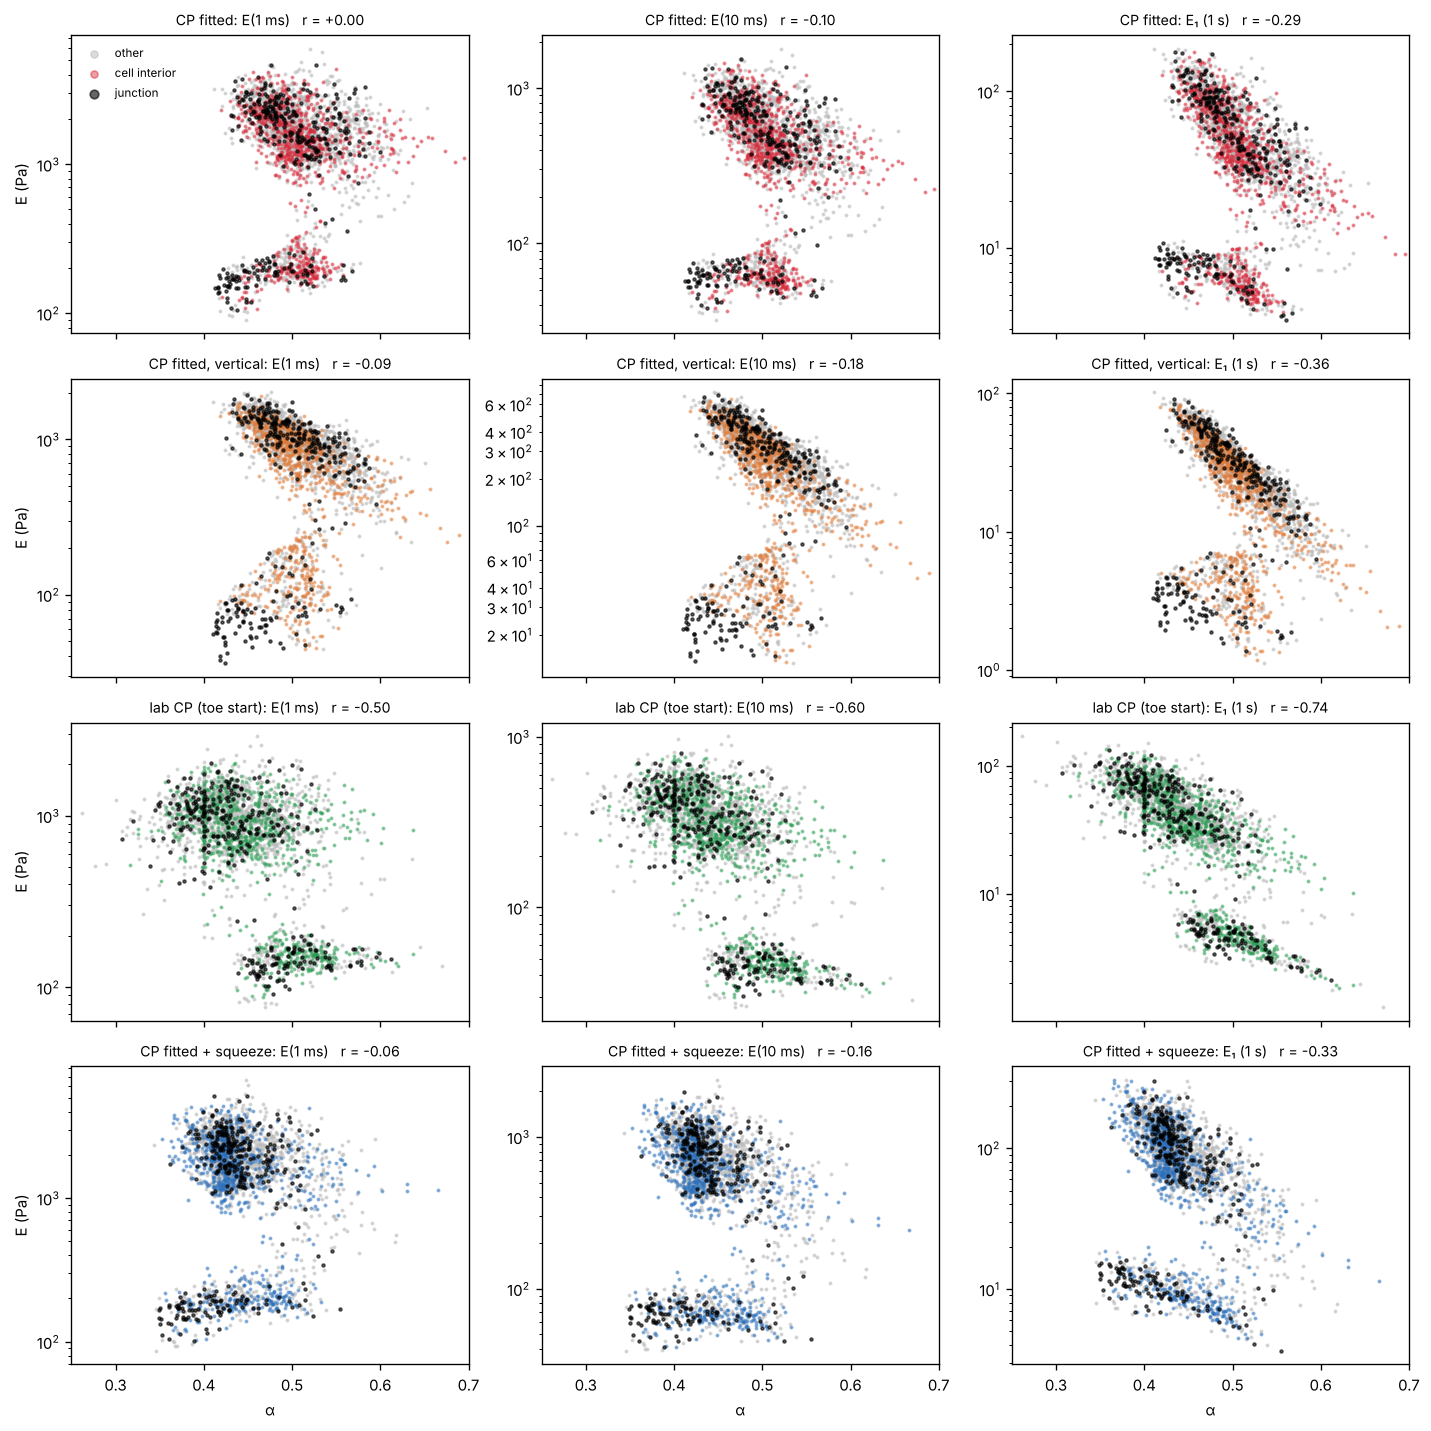 CP fitted: E(1 ms)   r = +0.00
CP fitted: E(10 ms)   r = -0.10
CP fitted: E₁ (1 s)   r = -0.29
other
cell interior
junction
E (Pa)
10³
10²
10³
10²
10²
10¹
CP fitted, vertical: E(1 ms)   r = -0.09
CP fitted, vertical: E(10 ms)   r = -0.18
CP fitted, vertical: E₁ (1 s)   r = -0.36
E (Pa)
10³
10²
6 × 10²
4 × 10²
3 × 10²
2 × 10²
10²
6 × 10¹
4 × 10¹
3 × 10¹
2 × 10¹
10²
10¹
10⁰
lab CP (toe start): E(1 ms)   r = -0.50
lab CP (toe start): E(10 ms)   r = -0.60
lab CP (toe start): E₁ (1 s)   r = -0.74
E (Pa)
10³
10²
10³
10²
10²
10¹
CP fitted + squeeze: E(1 ms)   r = -0.06
CP fitted + squeeze: E(10 ms)   r = -0.16
CP fitted + squeeze: E₁ (1 s)   r = -0.33
E (Pa)
10³
10²
10³
10²
10²
10¹
0.3 0.4 0.5 0.6 0.7
0.3 0.4 0.5 0.6 0.7
0.3 0.4 0.5 0.6 0.7
α
α
α